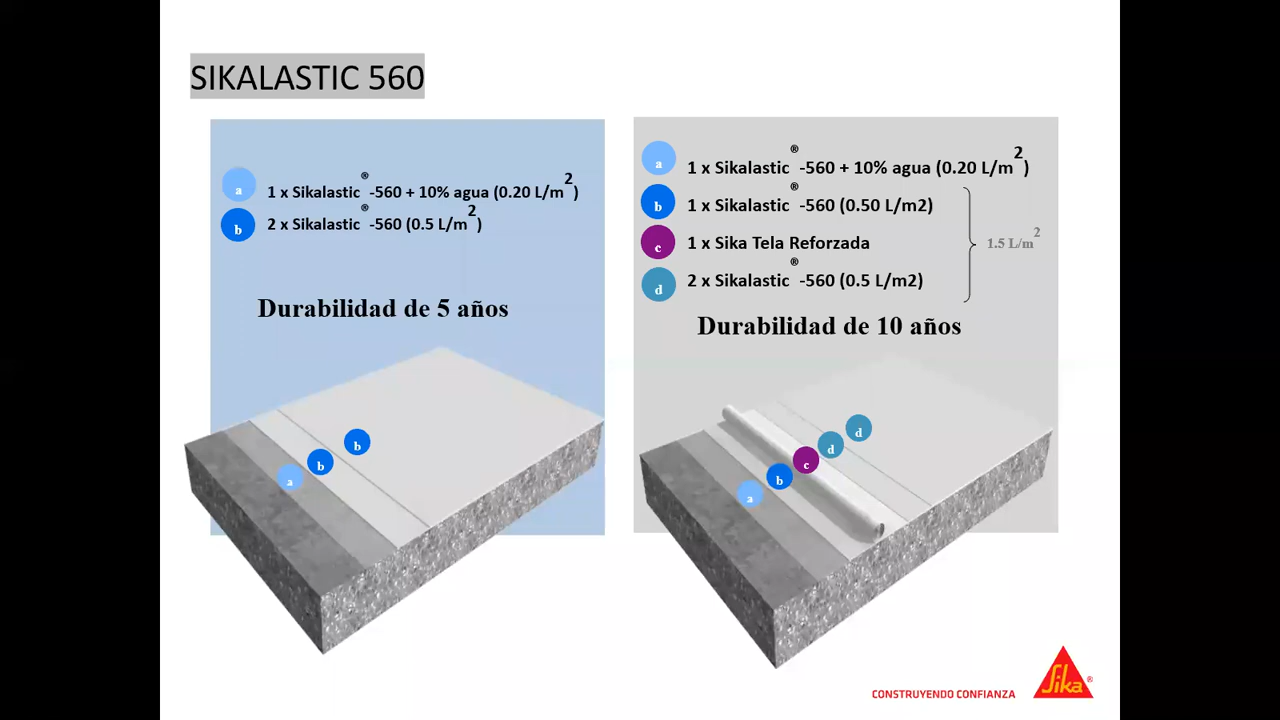 SIKALASTIC 560
a 1 x Sikalastic®-560 + 10% agua (0.20 L/m²)
b 2 x Sikalastic®-560 (0.5 L/m²)
Durabilidad de 5 años
a
b
b
a 1 x Sikalastic®-560 + 10% agua (0.20 L/m²)
b 1 x Sikalastic®-560 (0.50 L/m2)
c 1 x Sika Tela Reforzada
d 2 x Sikalastic®-560 (0.5 L/m2)
1.5 L/m²
Durabilidad de 10 años
a
b
c
d
d
CONSTRUYENDO CONFIANZA
Sika®